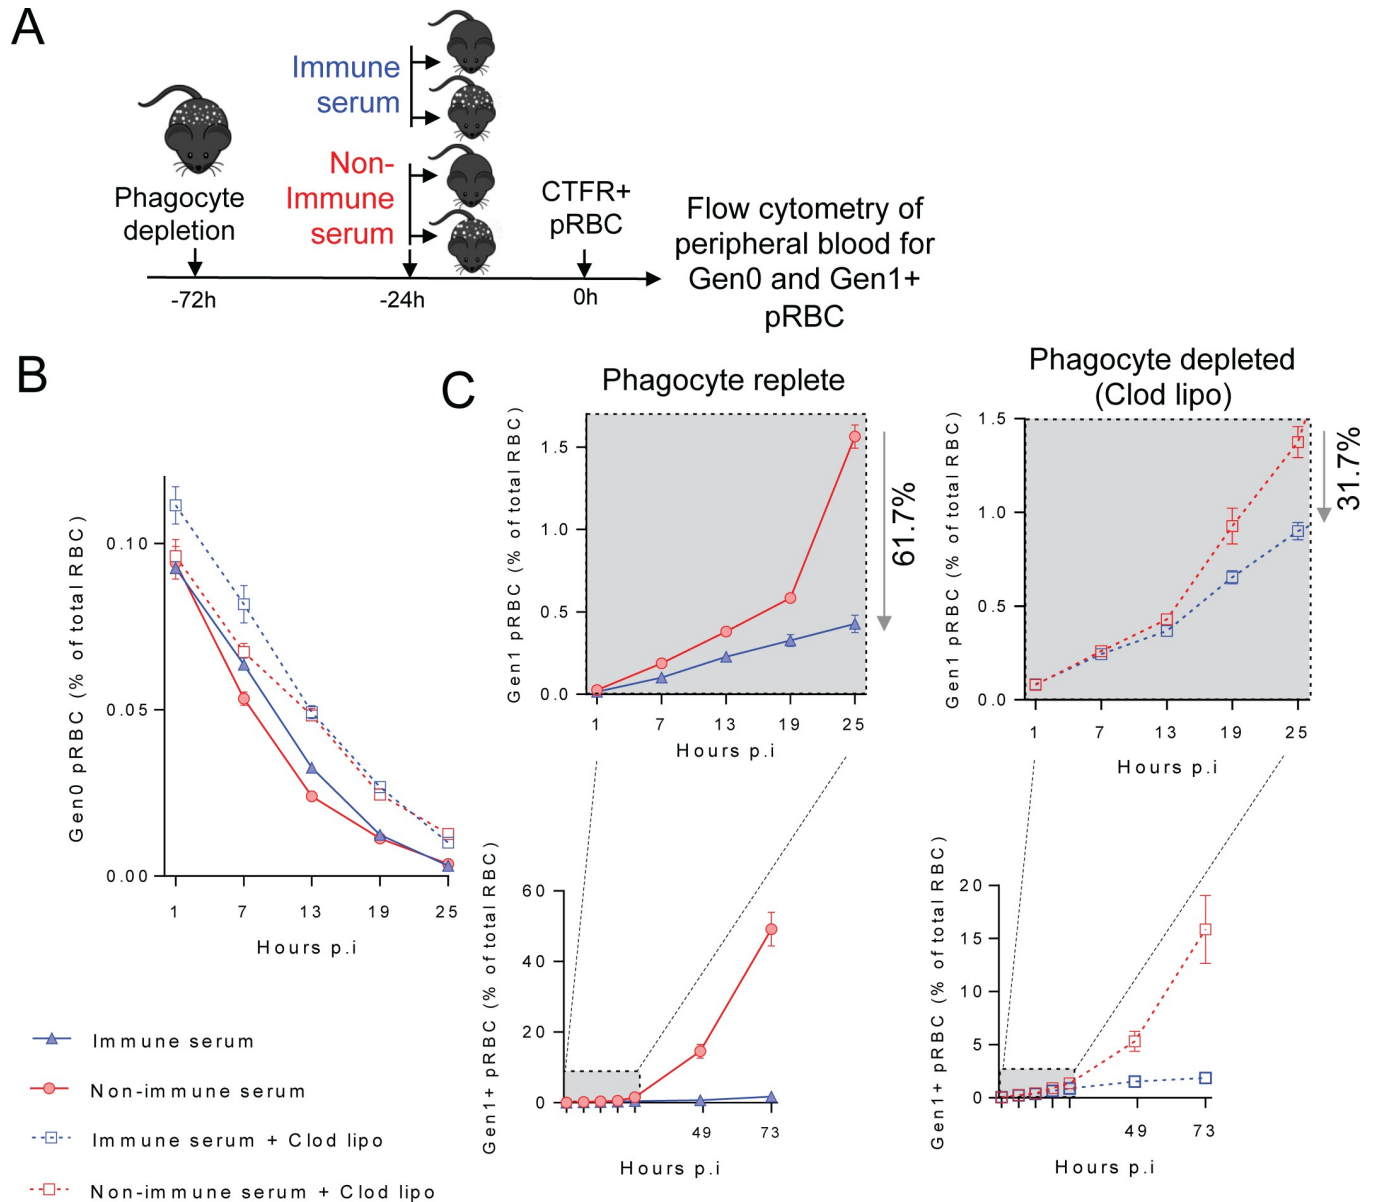 A
Immune
serum
Non-
Immune
serum
Phagocyte
depletion
CTFR+
pRBC
Flow cytometry of
peripheral blood for
Gen0 and Gen1+
pRBC
-72h
-24h
0h
B
Gen0 pRBC (% of total RBC)
0.10
0.05
0.00
1 7 13 19 25
Hours p.i
C
Phagocyte replete
Gen1 pRBC (% of total RBC)
1.5
1.0
0.5
0.0
1 7 13 19 25
Hours p.i
61.7%
Phagocyte depleted
(Clod lipo)
Gen1 pRBC (% of total RBC)
1.5
1.0
0.5
0.0
1 7 13 19 25
Hours p.i
31.7%
Gen1+ pRBC (% of total RBC)
60
40
20
0
49 73
Hours p.i
Gen1+ pRBC (% of total RBC)
20
15
10
5
0
49 73
Hours p.i
Immune serum
Non-immune serum
Immune serum + Clod lipo
Non-immune serum + Clod lipo